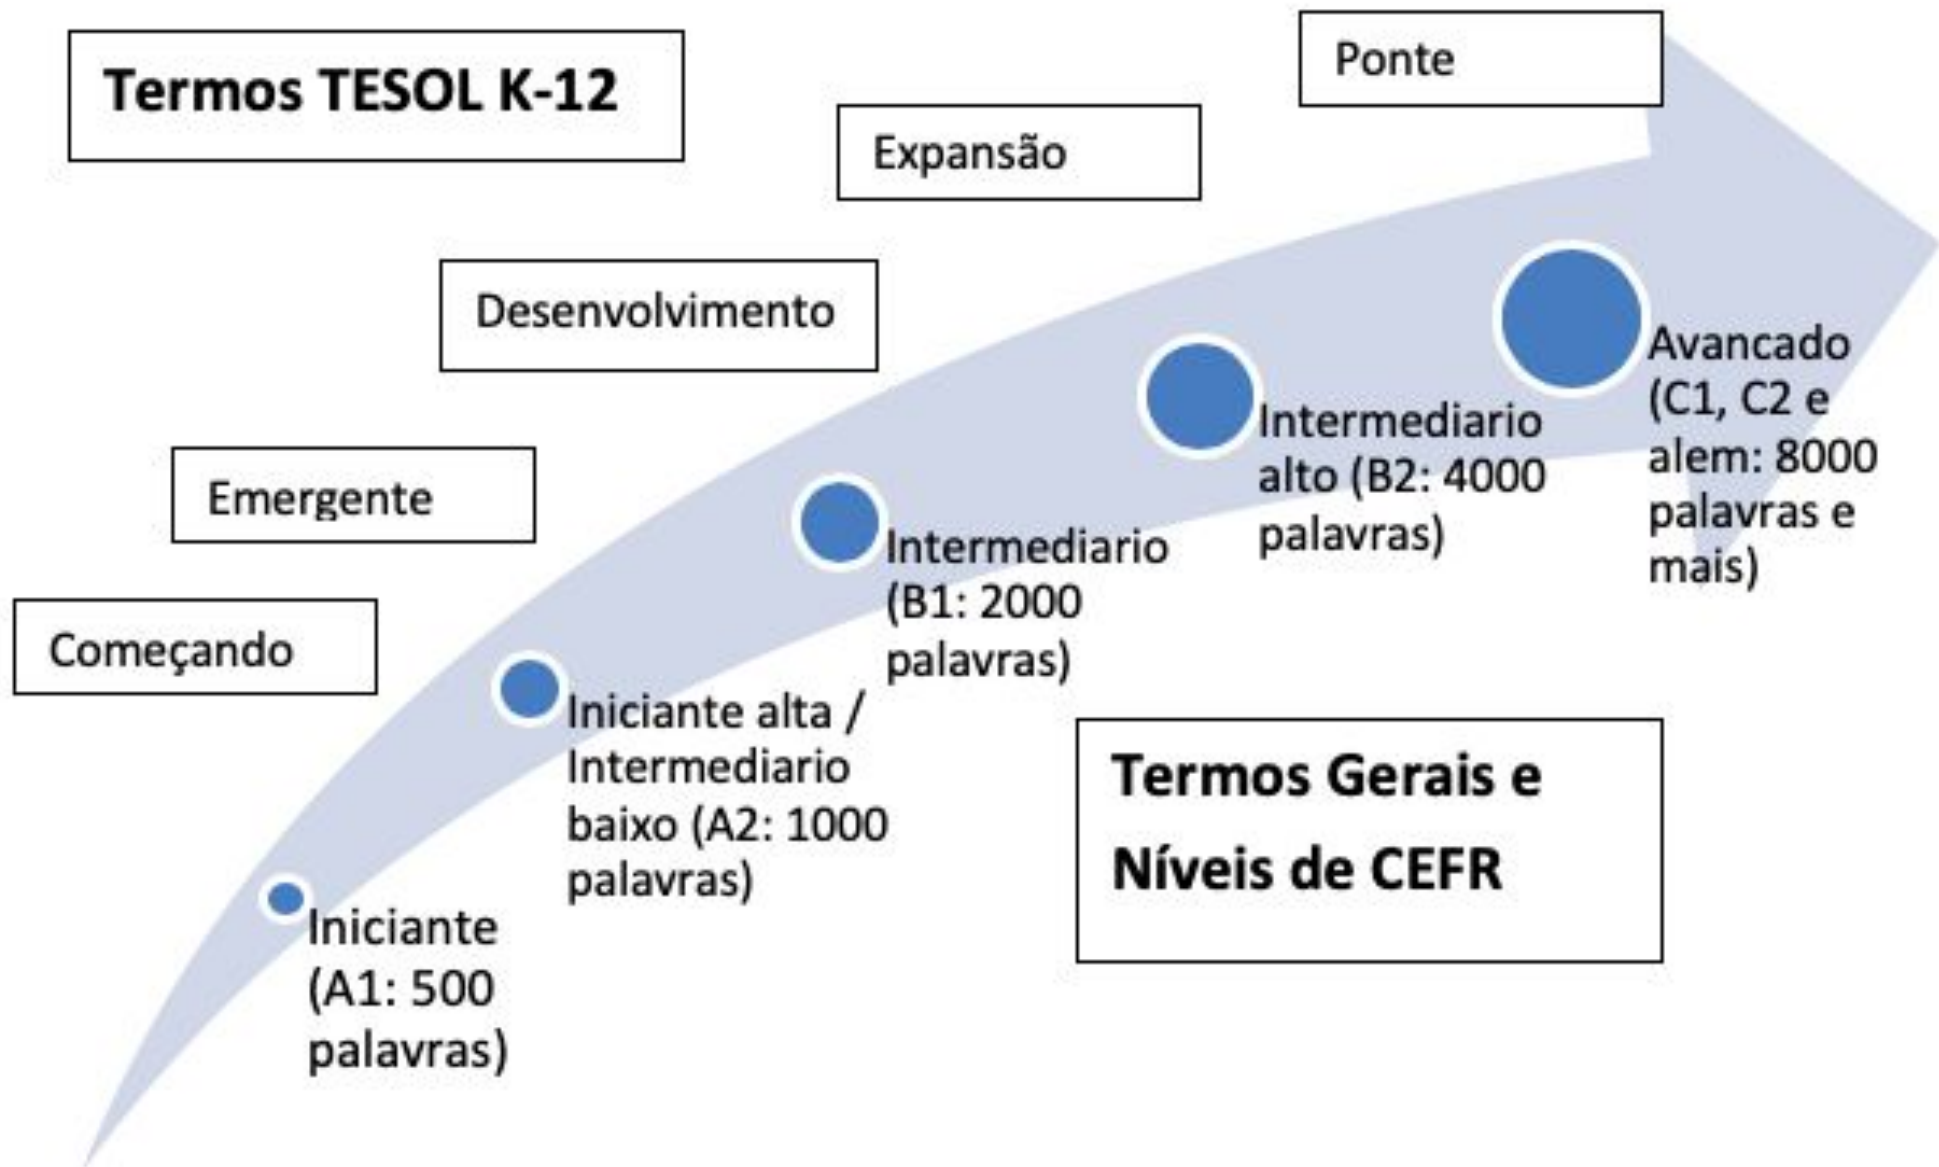 Termos TESOL K-12
Ponte
Expansão
Desenvolvimento
Emergente
Começando
Avancado
(C1, C2 e
alem: 8000
palavras e
mais)
Intermediario
alto (B2: 4000
palavras)
Intermediario
(B1: 2000
palavras)
Iniciante alta /
Intermediario
baixo (A2: 1000
palavras)
Iniciante
(A1: 500
palavras)
Termos Gerais e
Níveis de CEFR